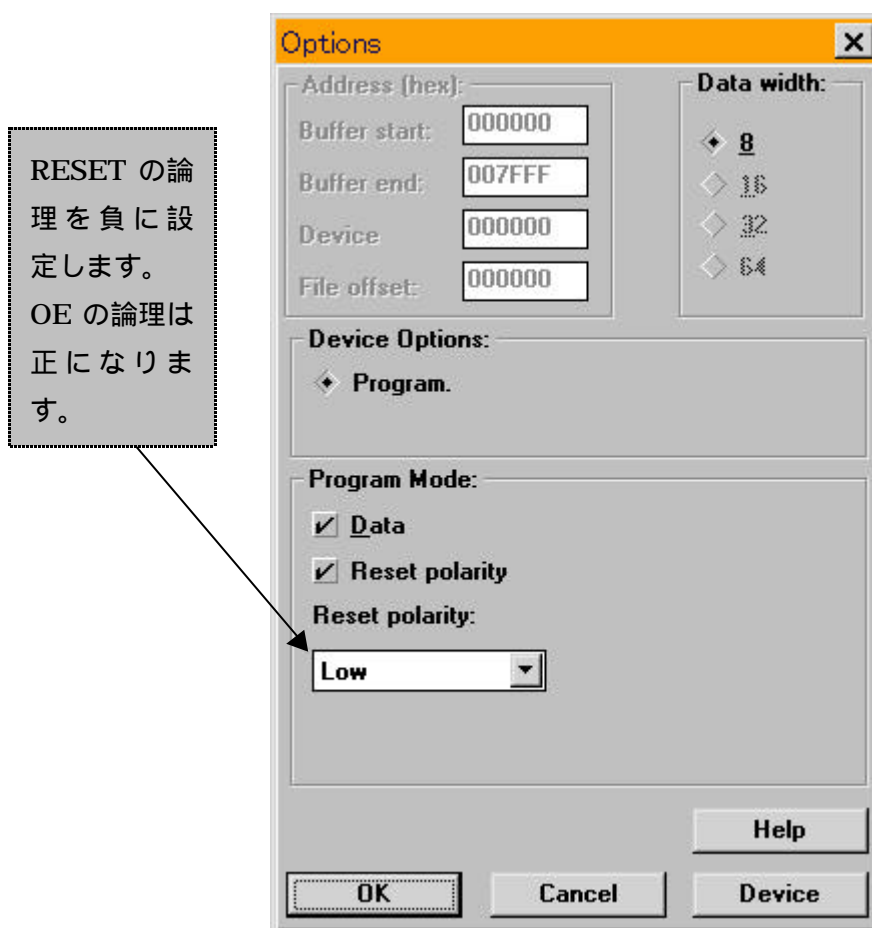 Options
Address (hex):
Buffer start: 000000
Buffer end: 007FFF
Device 000000
File offset: 000000
Data width:
8
16
32
64
RESET の論
理を負に設
定します。
OE の論理は
正になりま
す。
Device Options:
Program.
Program Mode:
Data
Reset polarity
Reset polarity:
Low
Help
OK
Cancel
Device